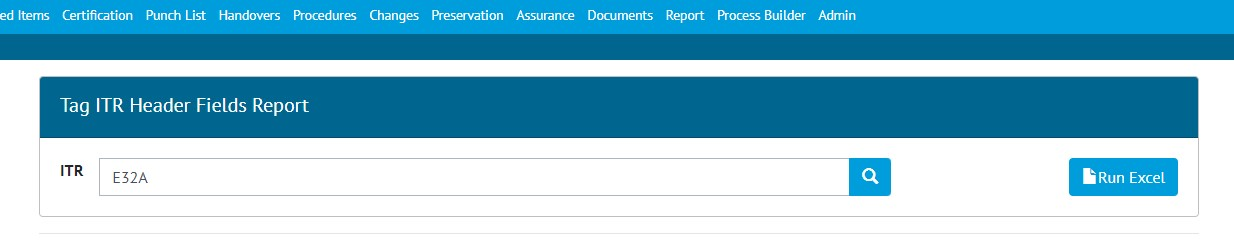 ed Items Certification Punch List Handovers Procedures Changes Preservation Assurance Documents Report Process Builder Admin
Tag ITR Header Fields Report
ITR E32A Run Excel